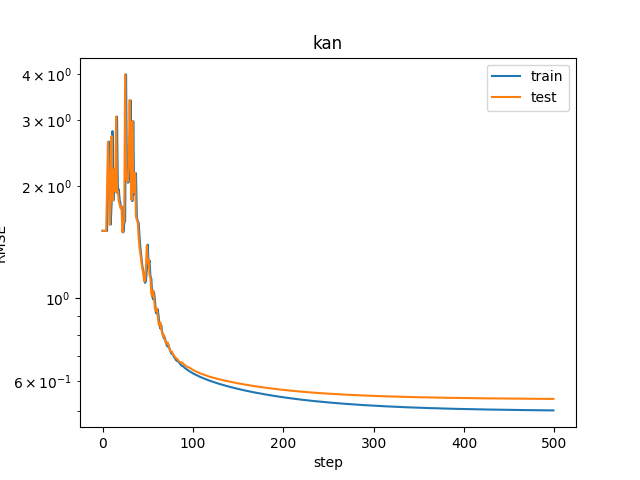 kan
4 × 10⁰
3 × 10⁰
2 × 10⁰
10⁰
6 × 10⁻¹
RMSE
train
test
0
100
200
300
400
500
step